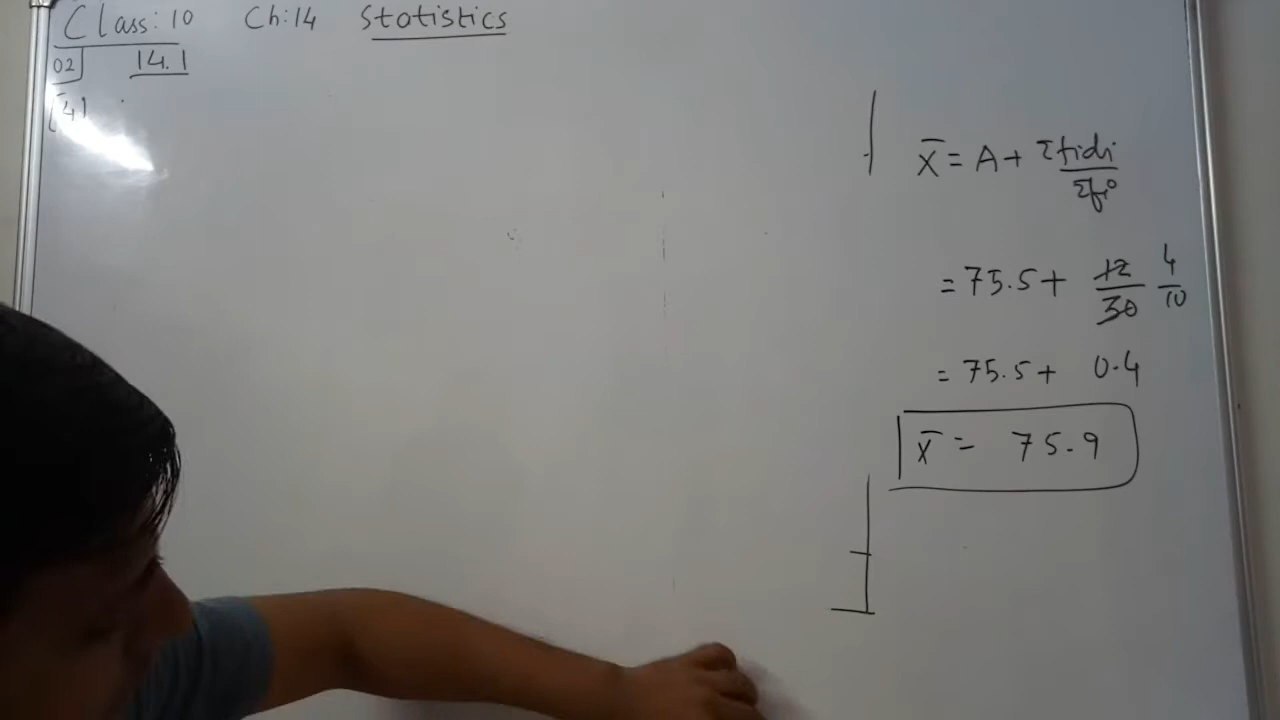 Class: 10 Ch:14 Statistics
02 14.1
[4]
x̄ = A + Σfidi/Σfi
= 75.5 + 12/30 4/10
= 75.5 + 0.4
x̄ = 75.9